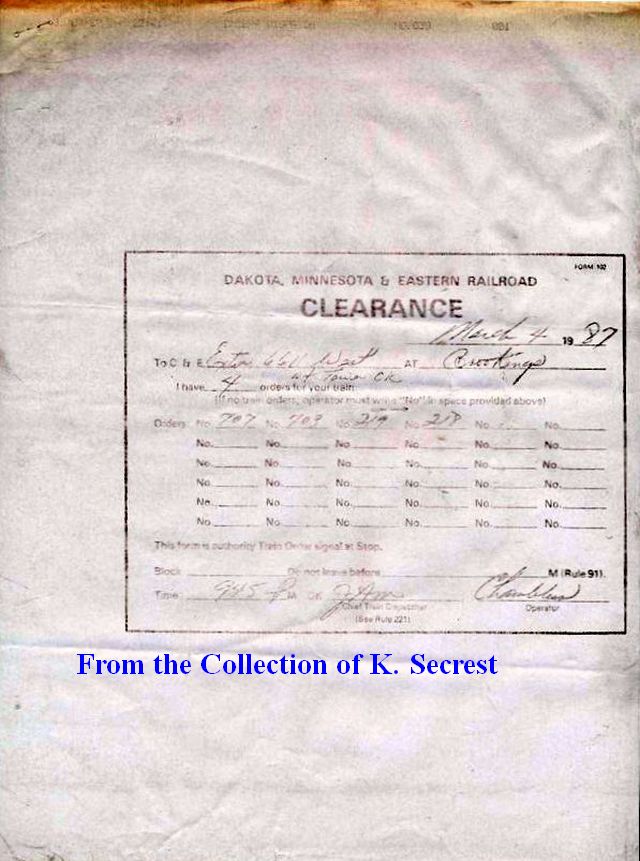 NO.039 001
FORM 102
DAKOTA, MINNESOTA & EASTERN RAILROAD
CLEARANCE
March 4 1987
To C & E Extra 6611 West AT Brookings
at Tower
I have 4 orders for your train
(If no train orders, operator must write "No" in space provided above)
Orders: No. 707 No. 709 No. 219 No. 218 No. No.
No. No. No. No. No. No.
No. No. No. No. No. No.
No. No. No. No. No. No.
No. No. No. No. No. No.
No. No. No. No. No. No.
This form is authority Train Order signal at Stop.
Block Do not leave before M (Rule 91).
Time 945 P M OK JAM
Chief Train Dispatcher Operator
(See Rule 221)
From the Collection of K. Secrest